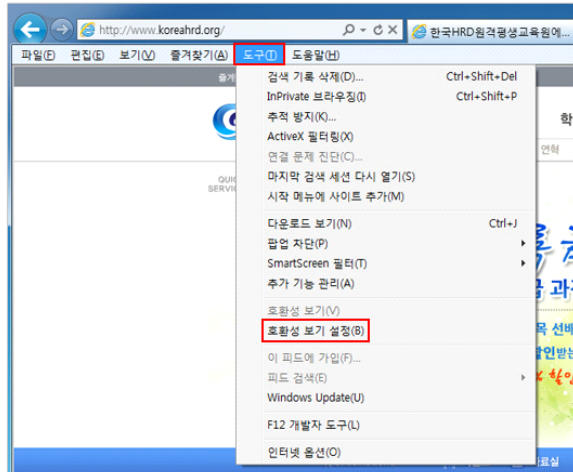 http://www.koreahrd.org/
한국HRD원격평생교육원에...
파일(F) 편집(E) 보기(V) 즐겨찾기(A) 도구(T) 도움말(H)
검색 기록 삭제(D)... Ctrl+Shift+Del
InPrivate 브라우징(I) Ctrl+Shift+P
추적 방지(K)...
ActiveX 필터링(X)
연결 문제 진단(C)...
마지막 검색 세션 다시 열기(S)
시작 메뉴에 사이트 추가(M)
다운로드 보기(N) Ctrl+J
팝업 차단(P)
SmartScreen 필터(T)
추가 기능 관리(A)
호환성 보기(V)
호환성 보기 설정(B)
이 피드에 가입(F)...
피드 검색(E)
Windows Update(U)
F12 개발자 도구(L)
인터넷 옵션(O)
연혁